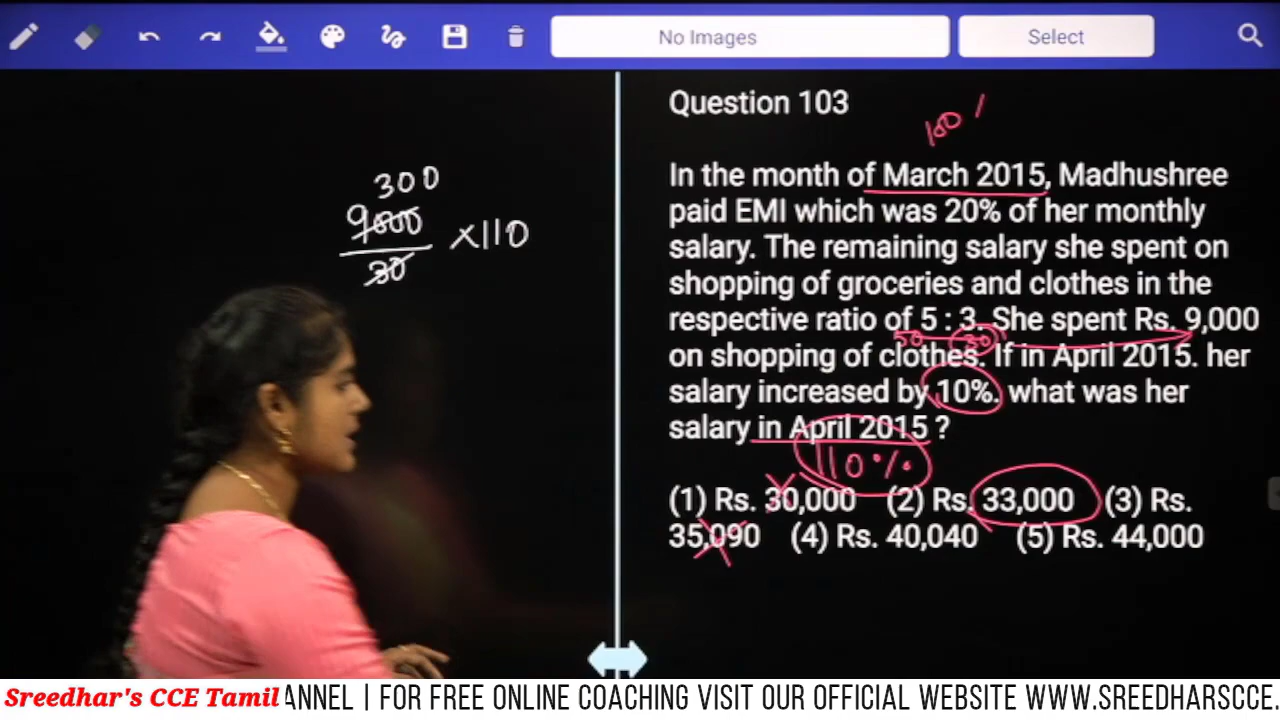 No Images
Select
300
9000
30
×110
Question 103
100 %
In the month of March 2015, Madhushree
paid EMI which was 20% of her monthly
salary. The remaining salary she spent on
shopping of groceries and clothes in the
respective ratio of 5 : 3. She spent Rs. 9,000
50 30
on shopping of clothes. If in April 2015. her
salary increased by 10%. what was her
salary in April 2015 ?
110%
(1) Rs. 30,000 (2) Rs. 33,000 (3) Rs.
35,090 (4) Rs. 40,040 (5) Rs. 44,000
Sreedhar's CCE Tamil ANNEL | FOR FREE ONLINE COACHING VISIT OUR OFFICIAL WEBSITE WWW.SREEDHARSCCE.